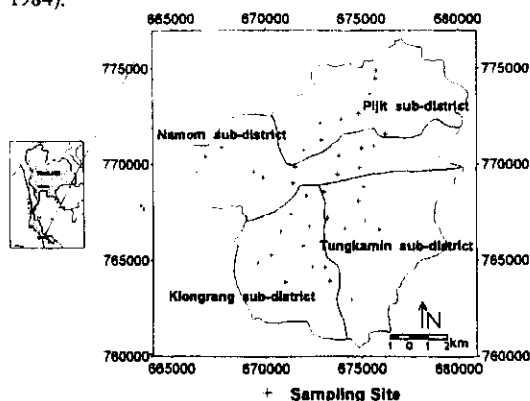 1984).
665000 670000 675000 680000
775000 775000
Pijit sub-district
Namom sub-district
770000 770000
Tungkamin sub-district
765000 765000
Klongrang sub-district
N
1 0 1 2 km
760000 760000
665000 670000 675000 680000
+ Sampling Site